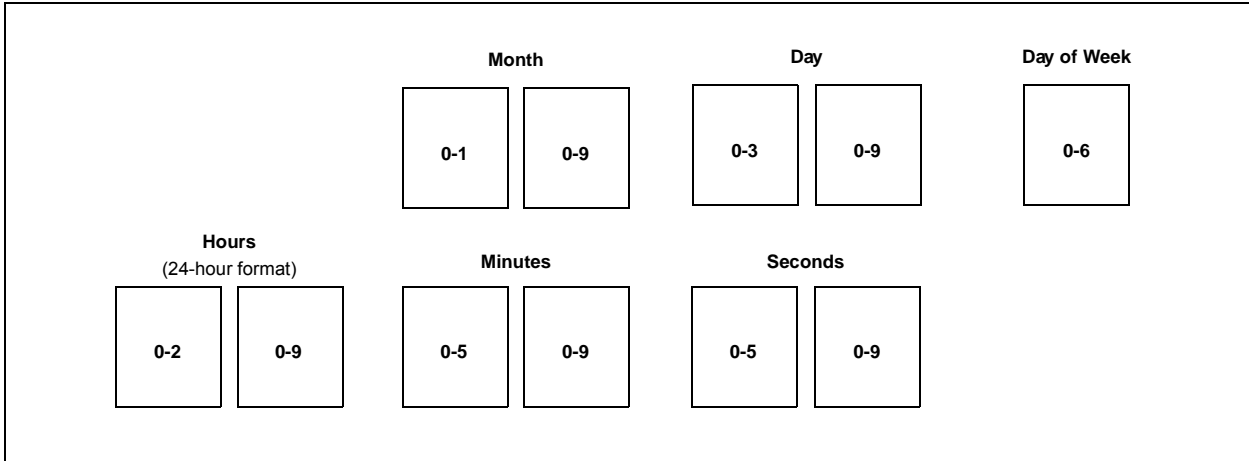 Month Day Day of Week
0-1 0-9 0-3 0-9 0-6
Hours
(24-hour format) Minutes Seconds
0-2 0-9 0-5 0-9 0-5 0-9